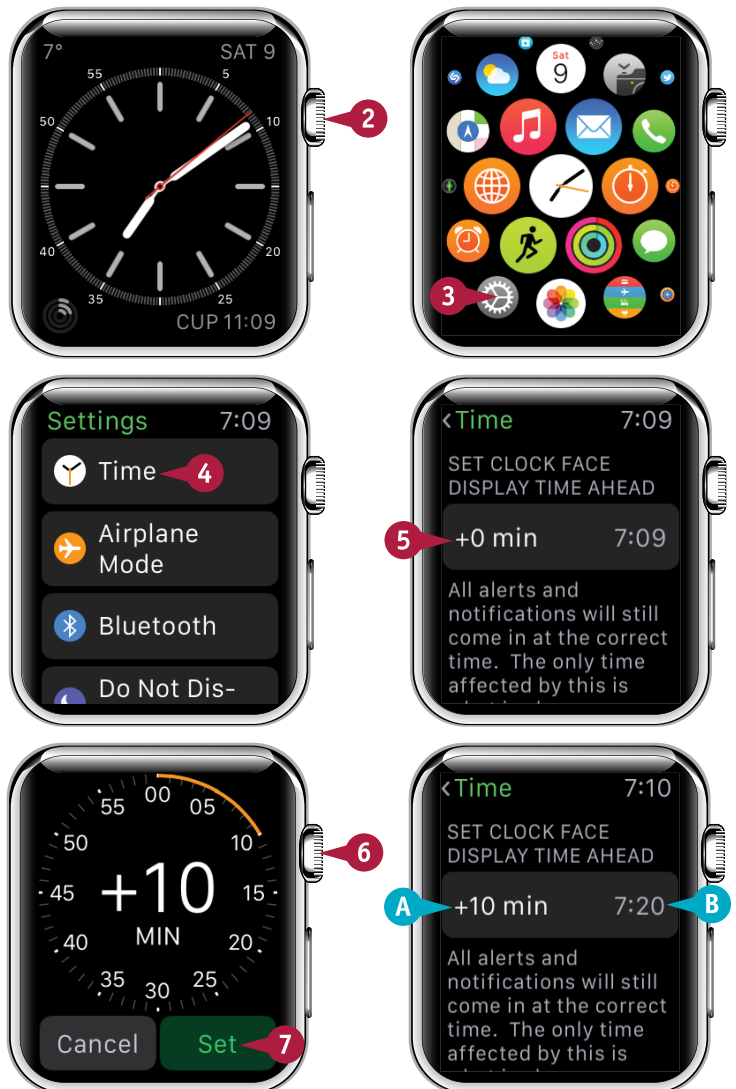 7° SAT 9
55 5
50 10
40 20
35 25
CUP 11:09
2
Sat
9
3
Settings 7:09
Time
4
Airplane
Mode
Bluetooth
Do Not Dis-
<Time 7:09
SET CLOCK FACE
DISPLAY TIME AHEAD
5
+0 min 7:09
All alerts and
notifications will still
come in at the correct
time. The only time
affected by this is
00
55 05
50 10
+10
45 15
MIN
40 20
35 25
30
6
Cancel Set
7
<Time 7:10
SET CLOCK FACE
DISPLAY TIME AHEAD
A +10 min 7:20 B
All alerts and
notifications will still
come in at the correct
time. The only time
affected by this is